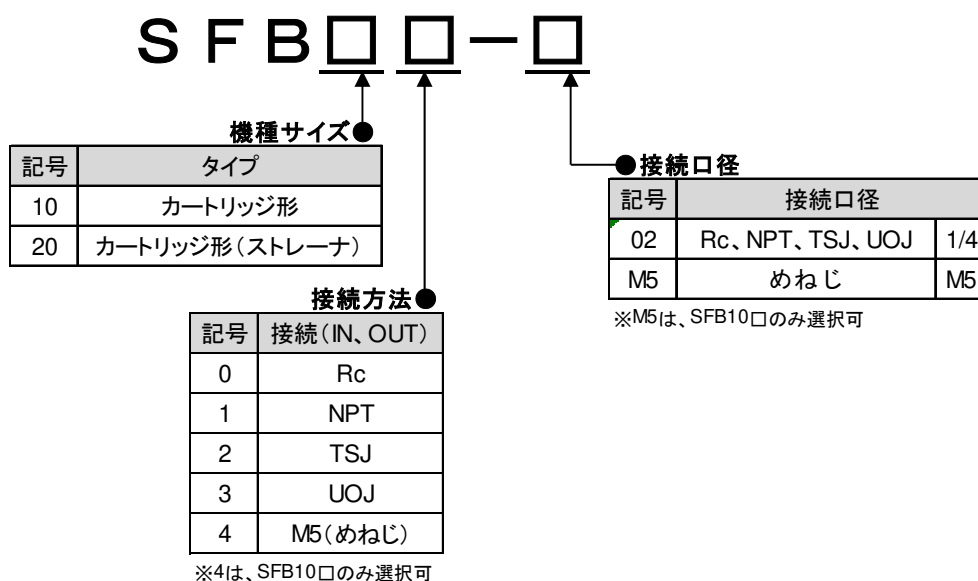 SFB□□-□
機種サイズ●
記号 タイプ
10 カートリッジ形
20 カートリッジ形(ストレーナ)
接続方法●
記号 接続(IN、OUT)
0 Rc
1 NPT
2 TSJ
3 UOJ
4 M5(めねじ)
※4は、SFB10□のみ選択可
●接続口径
記号 接続口径
02 Rc、NPT、TSJ、UOJ 1/4
M5 めねじ M5
※M5は、SFB10□のみ選択可